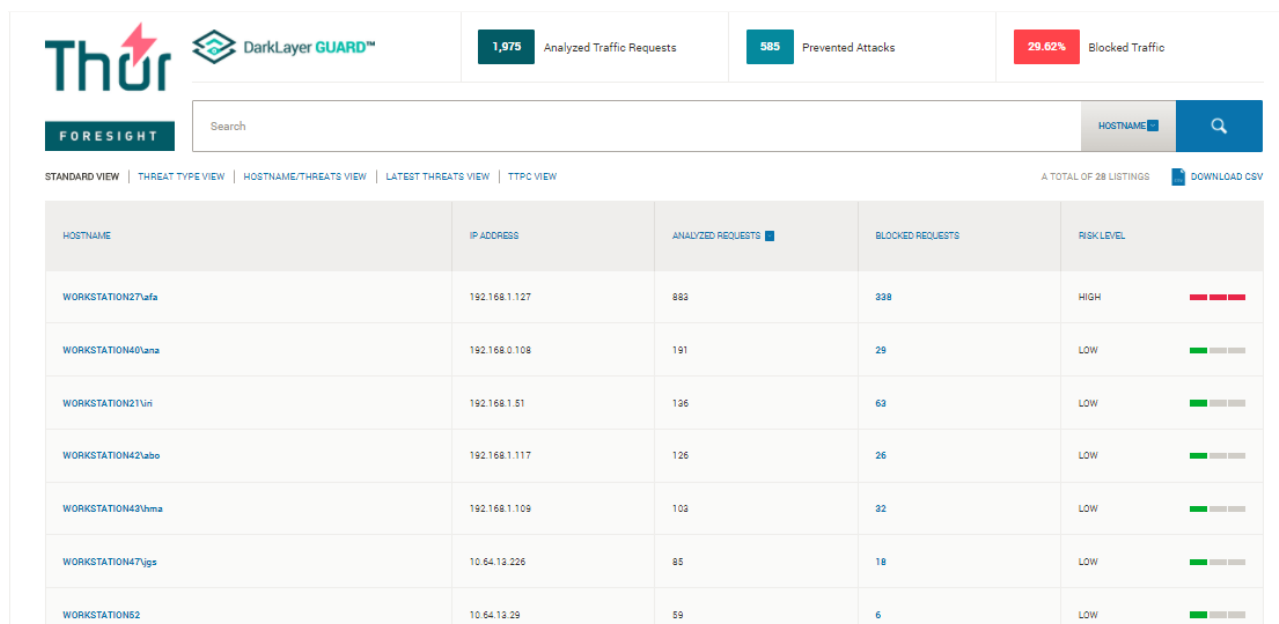 Thor
DarkLayer GUARD™
1,975 Analyzed Traffic Requests
585 Prevented Attacks
29.62% Blocked Traffic
FORESIGHT
Search
HOSTNAME
STANDARD VIEW | THREAT TYPE VIEW | HOSTNAME/THREATS VIEW | LATEST THREATS VIEW | TTPC VIEW
A TOTAL OF 28 LISTINGS
DOWNLOAD CSV
HOSTNAME IP ADDRESS ANALYZED REQUESTS BLOCKED REQUESTS RISK LEVEL
WORKSTATION27\afa 192.168.1.127 883 338 HIGH
WORKSTATION40\ana 192.168.0.108 191 29 LOW
WORKSTATION21\iri 192.168.1.51 136 63 LOW
WORKSTATION42\abo 192.168.1.117 126 26 LOW
WORKSTATION43\hma 192.168.1.109 103 32 LOW
WORKSTATION47\jgs 10.64.13.226 85 18 LOW
WORKSTATION52 10.64.13.29 59 6 LOW